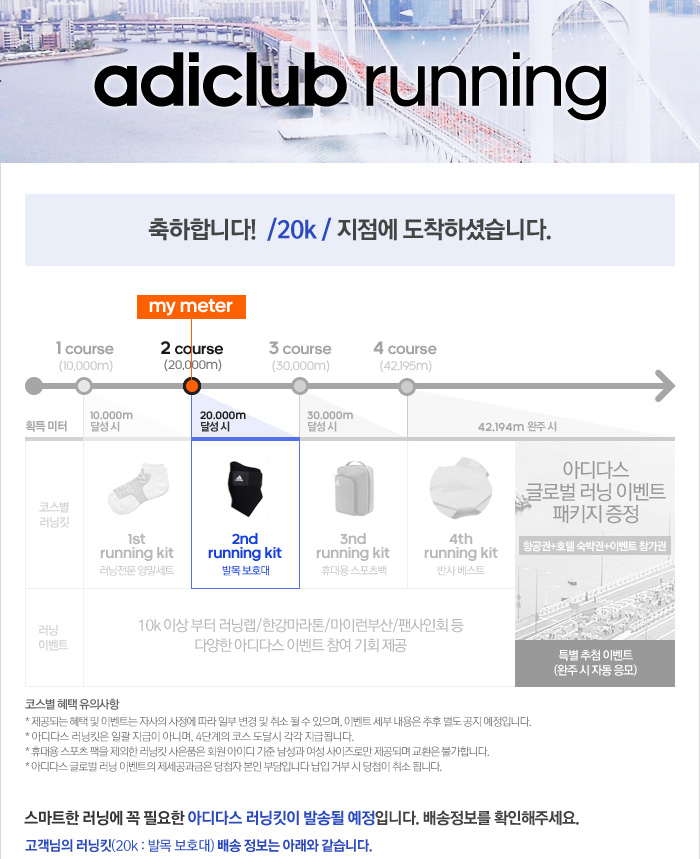 adiclub running
축하합니다! /20k / 지점에 도착하셨습니다.
my meter
1 course
(10,000m)
2 course
(20,000m)
3 course
(30,000m)
4 course
(42,195m)
획득 미터
10.000m
달성 시
20.000m
달성 시
30.000m
달성 시
42,194m 완주 시
코스별
러닝킷
1st
running kit
러닝전문 양말세트
2nd
running kit
발목 보호대
3nd
running kit
휴대용 스포츠백
4th
running kit
반사 베스트
아디다스
글로벌 러닝 이벤트
패키지 증정
항공권+호텔 숙박권+이벤트 참가권
러닝
이벤트
10k 이상 부터 러닝랩/한강마라톤/마이런부산/팬사인회 등
다양한 아디다스 이벤트 참여 기회 제공
특별 추첨 이벤트
(완주 시 자동 응모)
코스별 혜택 유의사항
* 제공되는 혜택 및 이벤트는 자사의 사정에 따라 일부 변경 및 취소 될 수 있으며, 이벤트 세부 내용은 추후 별도 공지 예정입니다.
* 아디다스 러닝킷은 일괄 지급이 아니며, 4단계의 코스 도달시 각각 지급됩니다.
* 휴대용 스포츠 팩을 제외한 러닝킷 사은품은 회원 아이디 기준 남성과 여성 사이즈로만 제공되며 교환은 불가합니다.
* 아디다스 글로벌 러닝 이벤트의 제세공과금은 당첨자 본인 부담입니다 납입 거부 시 당첨이 취소 됩니다.
스마트한 러닝에 꼭 필요한 아디다스 러닝킷이 발송될 예정입니다. 배송정보를 확인해주세요.
고객님의 러닝킷(20k : 발목 보호대) 배송 정보는 아래와 같습니다.